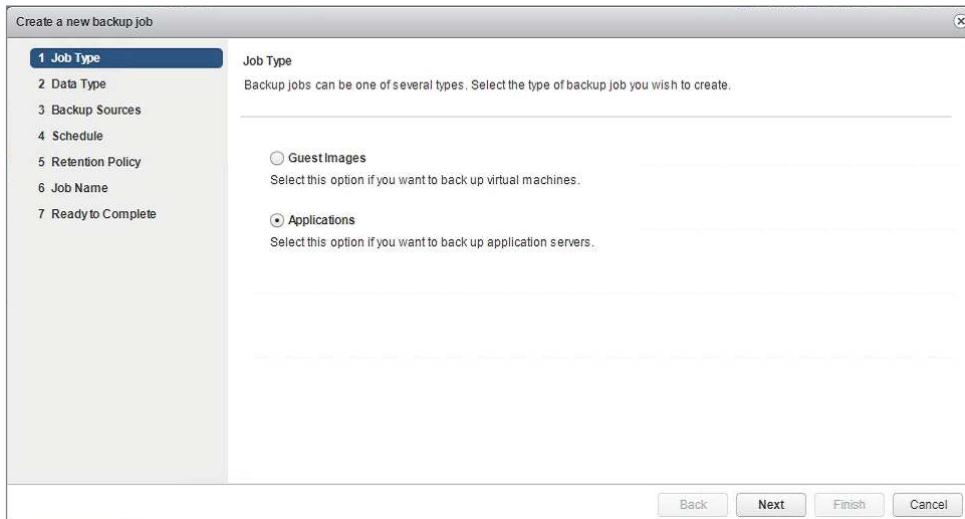 Create a new backup job
1 Job Type
2 Data Type
3 Backup Sources
4 Schedule
5 Retention Policy
6 Job Name
7 Ready to Complete
Job Type
Backup jobs can be one of several types. Select the type of backup job you wish to create.
Guest Images
Select this option if you want to back up virtual machines.
Applications
Select this option if you want to back up application servers.
Back Next Finish Cancel